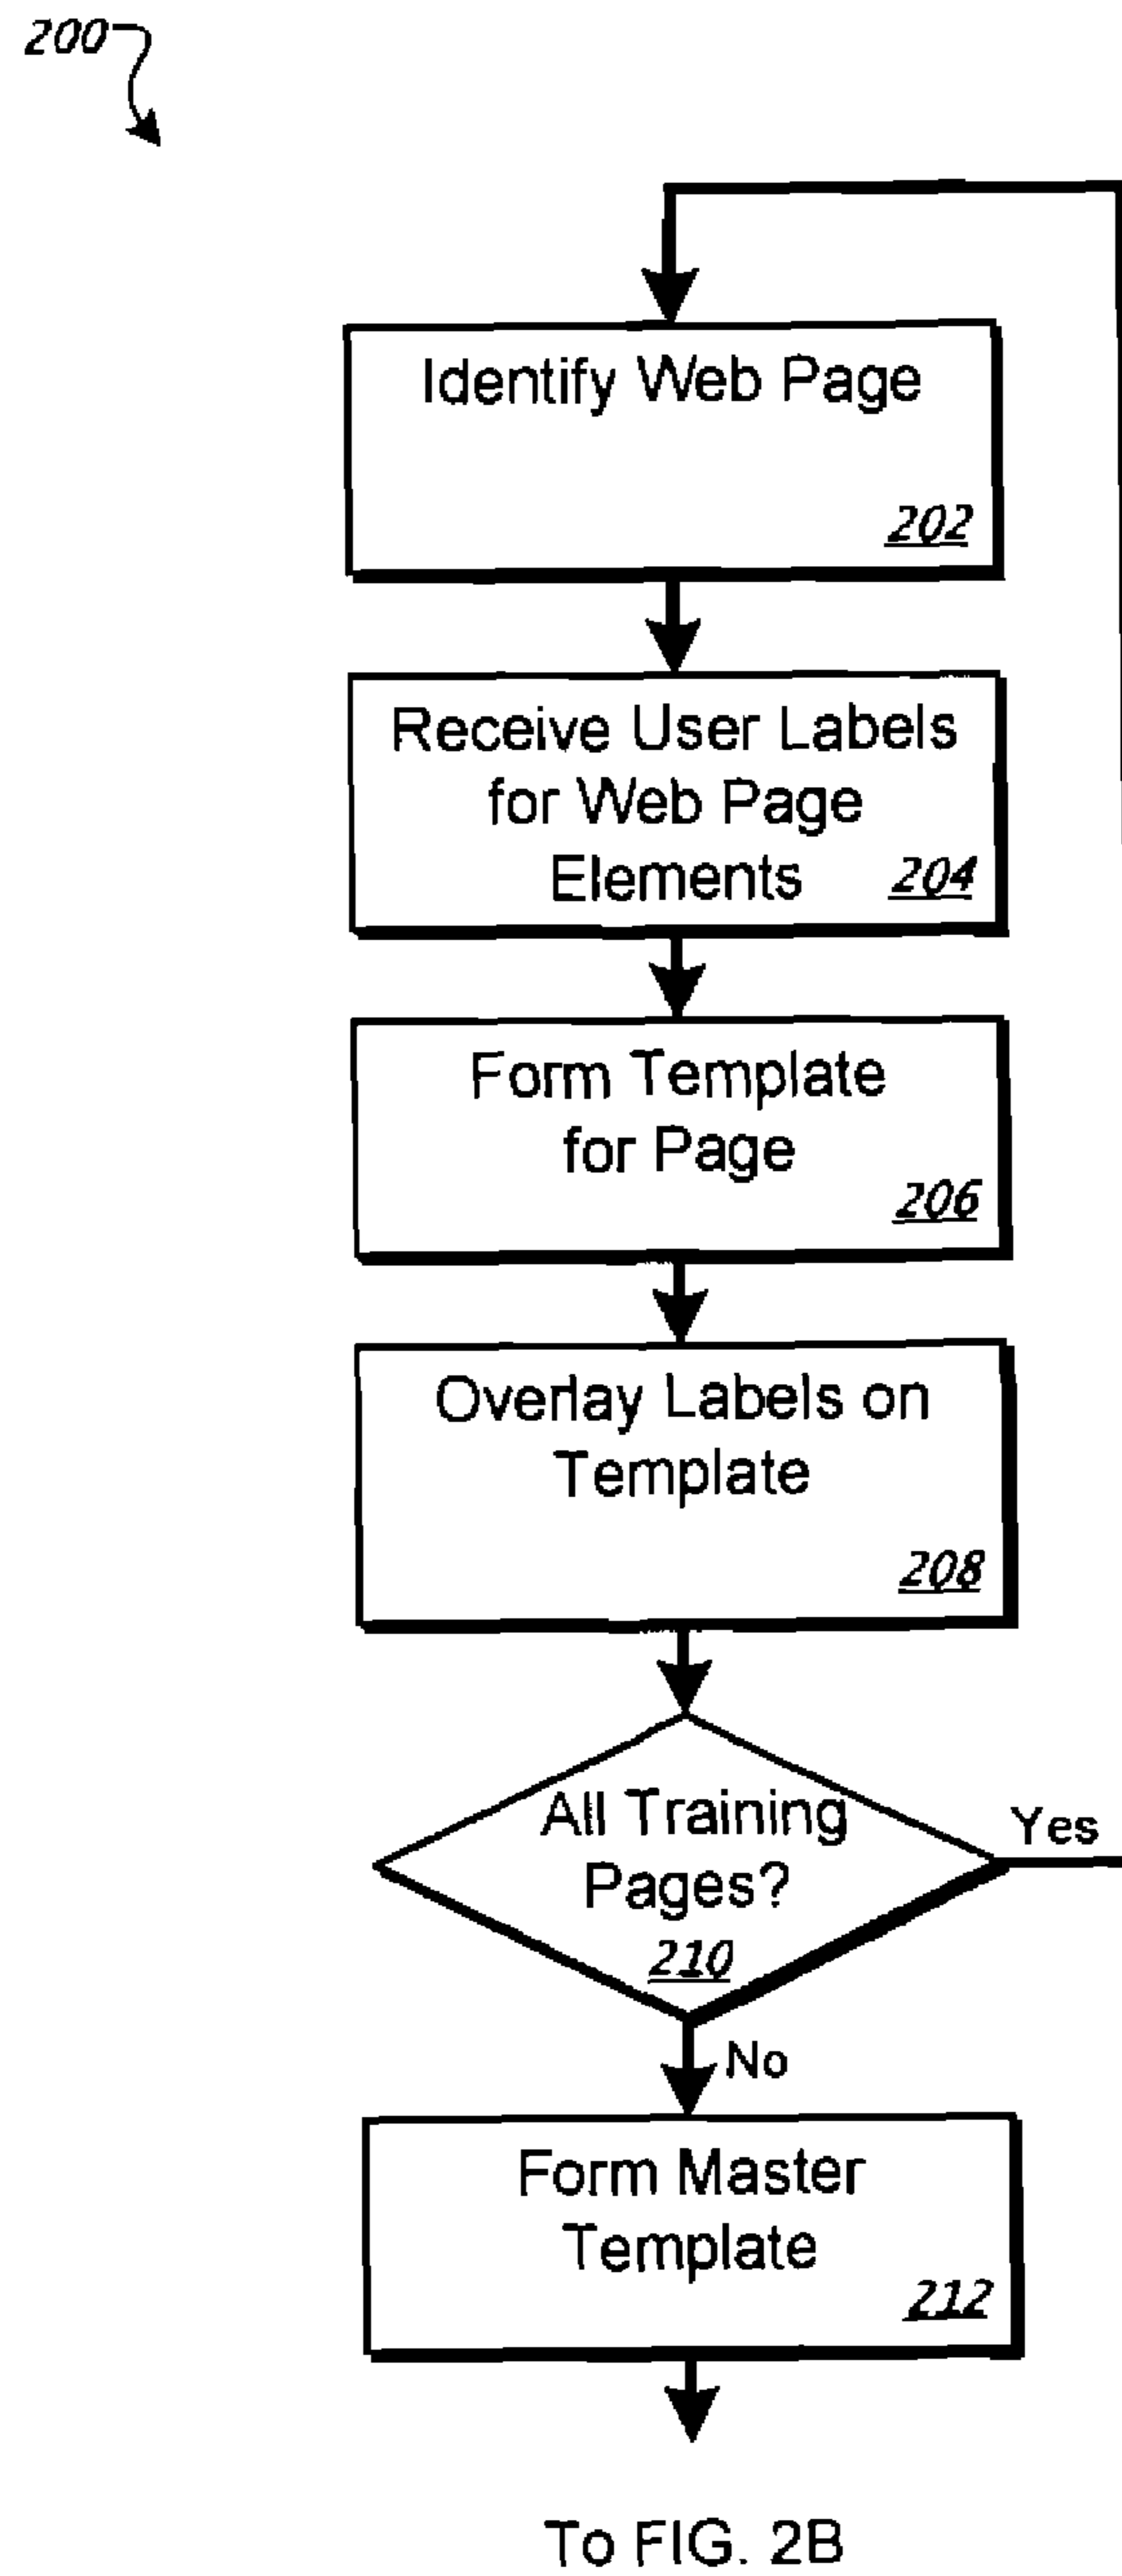 200
Identify Web Page
202
Receive User Labels
for Web Page
Elements 204
Form Template
for Page
206
Overlay Labels on
Template
208
All Training
Pages?
210
Yes
No
Form Master
Template
212
To FIG. 2B